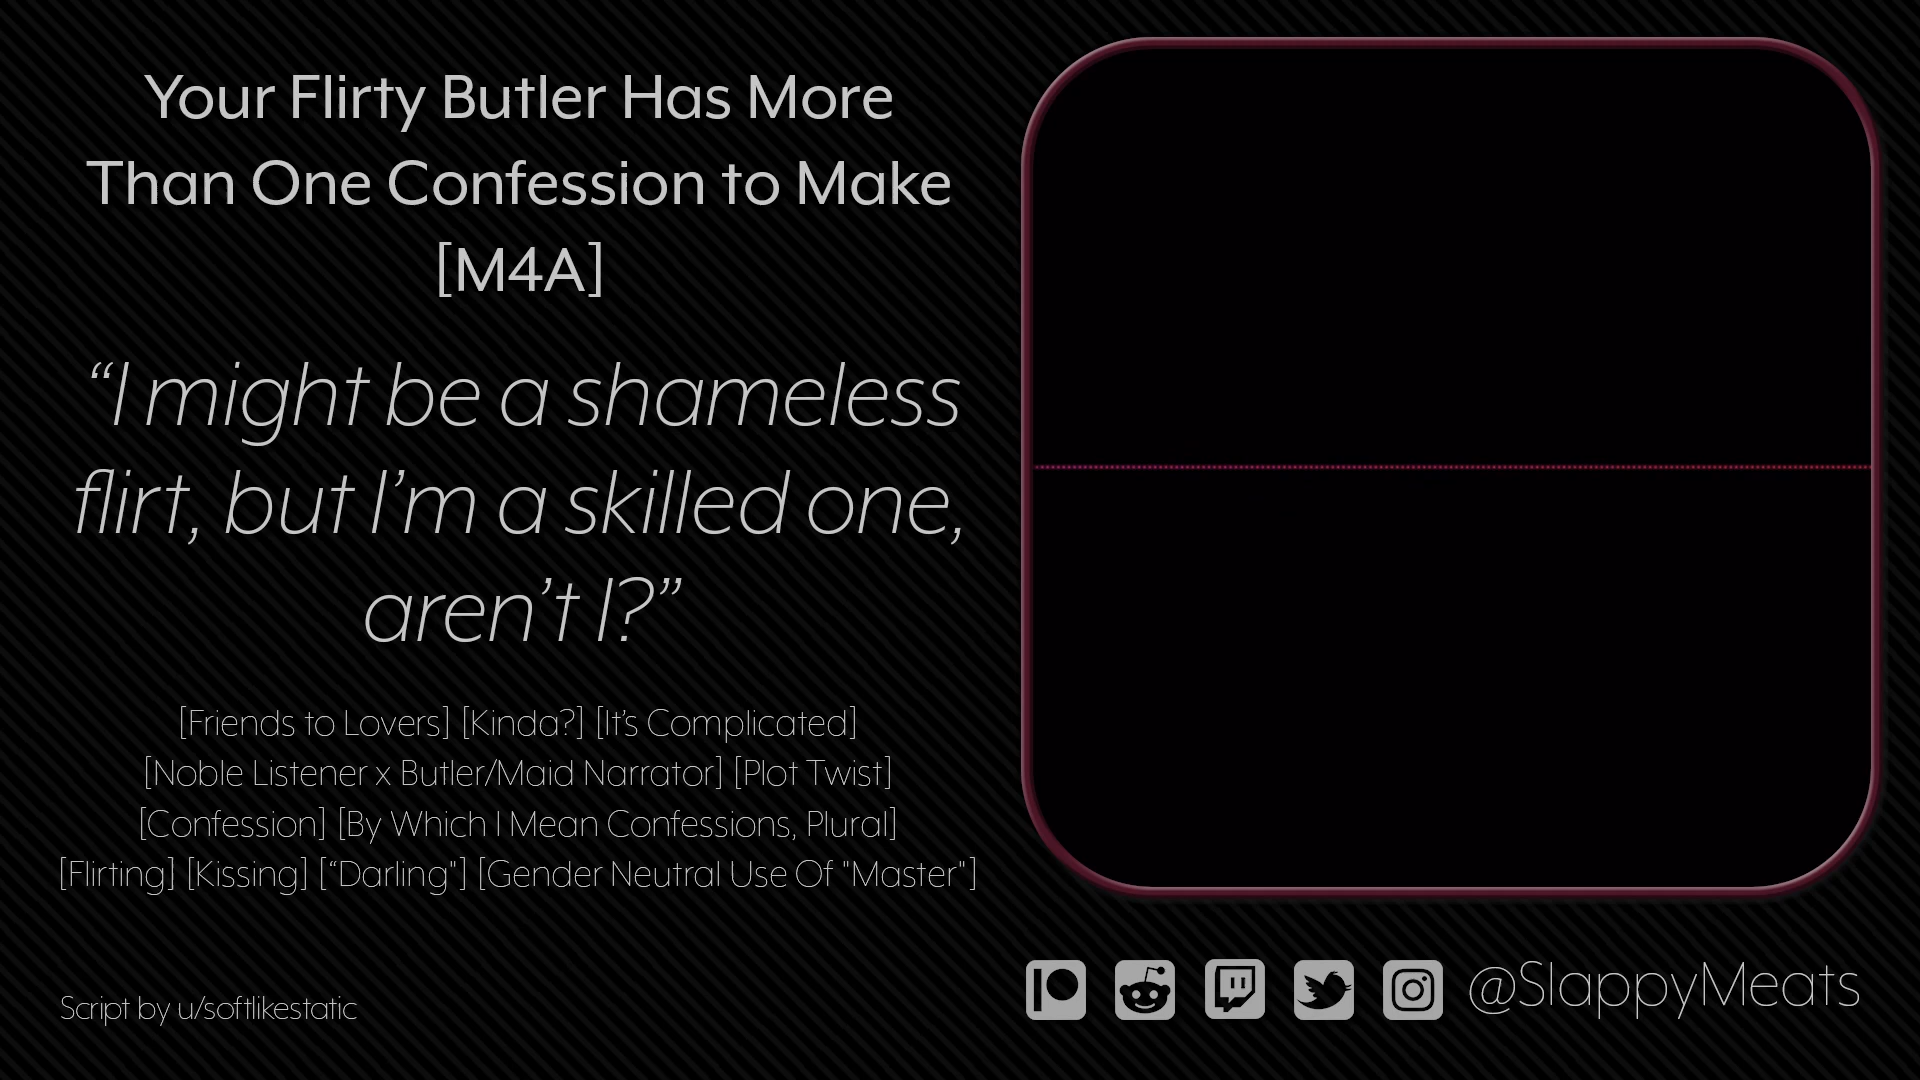 Your Flirty Butler Has More
Than One Confession to Make
[M4A]
“I might be a shameless
flirt, but I’m a skilled one,
aren’t I?”
[Friends to Lovers] [Kinda?] [It’s Complicated]
[Noble Listener x Butler/Maid Narrator] [Plot Twist]
[Confession] [By Which I Mean Confessions, Plural]
[Flirting] [Kissing] [“Darling"] [Gender Neutral Use Of "Master"]
Script by u/softlikestatic
@SlappyMeats